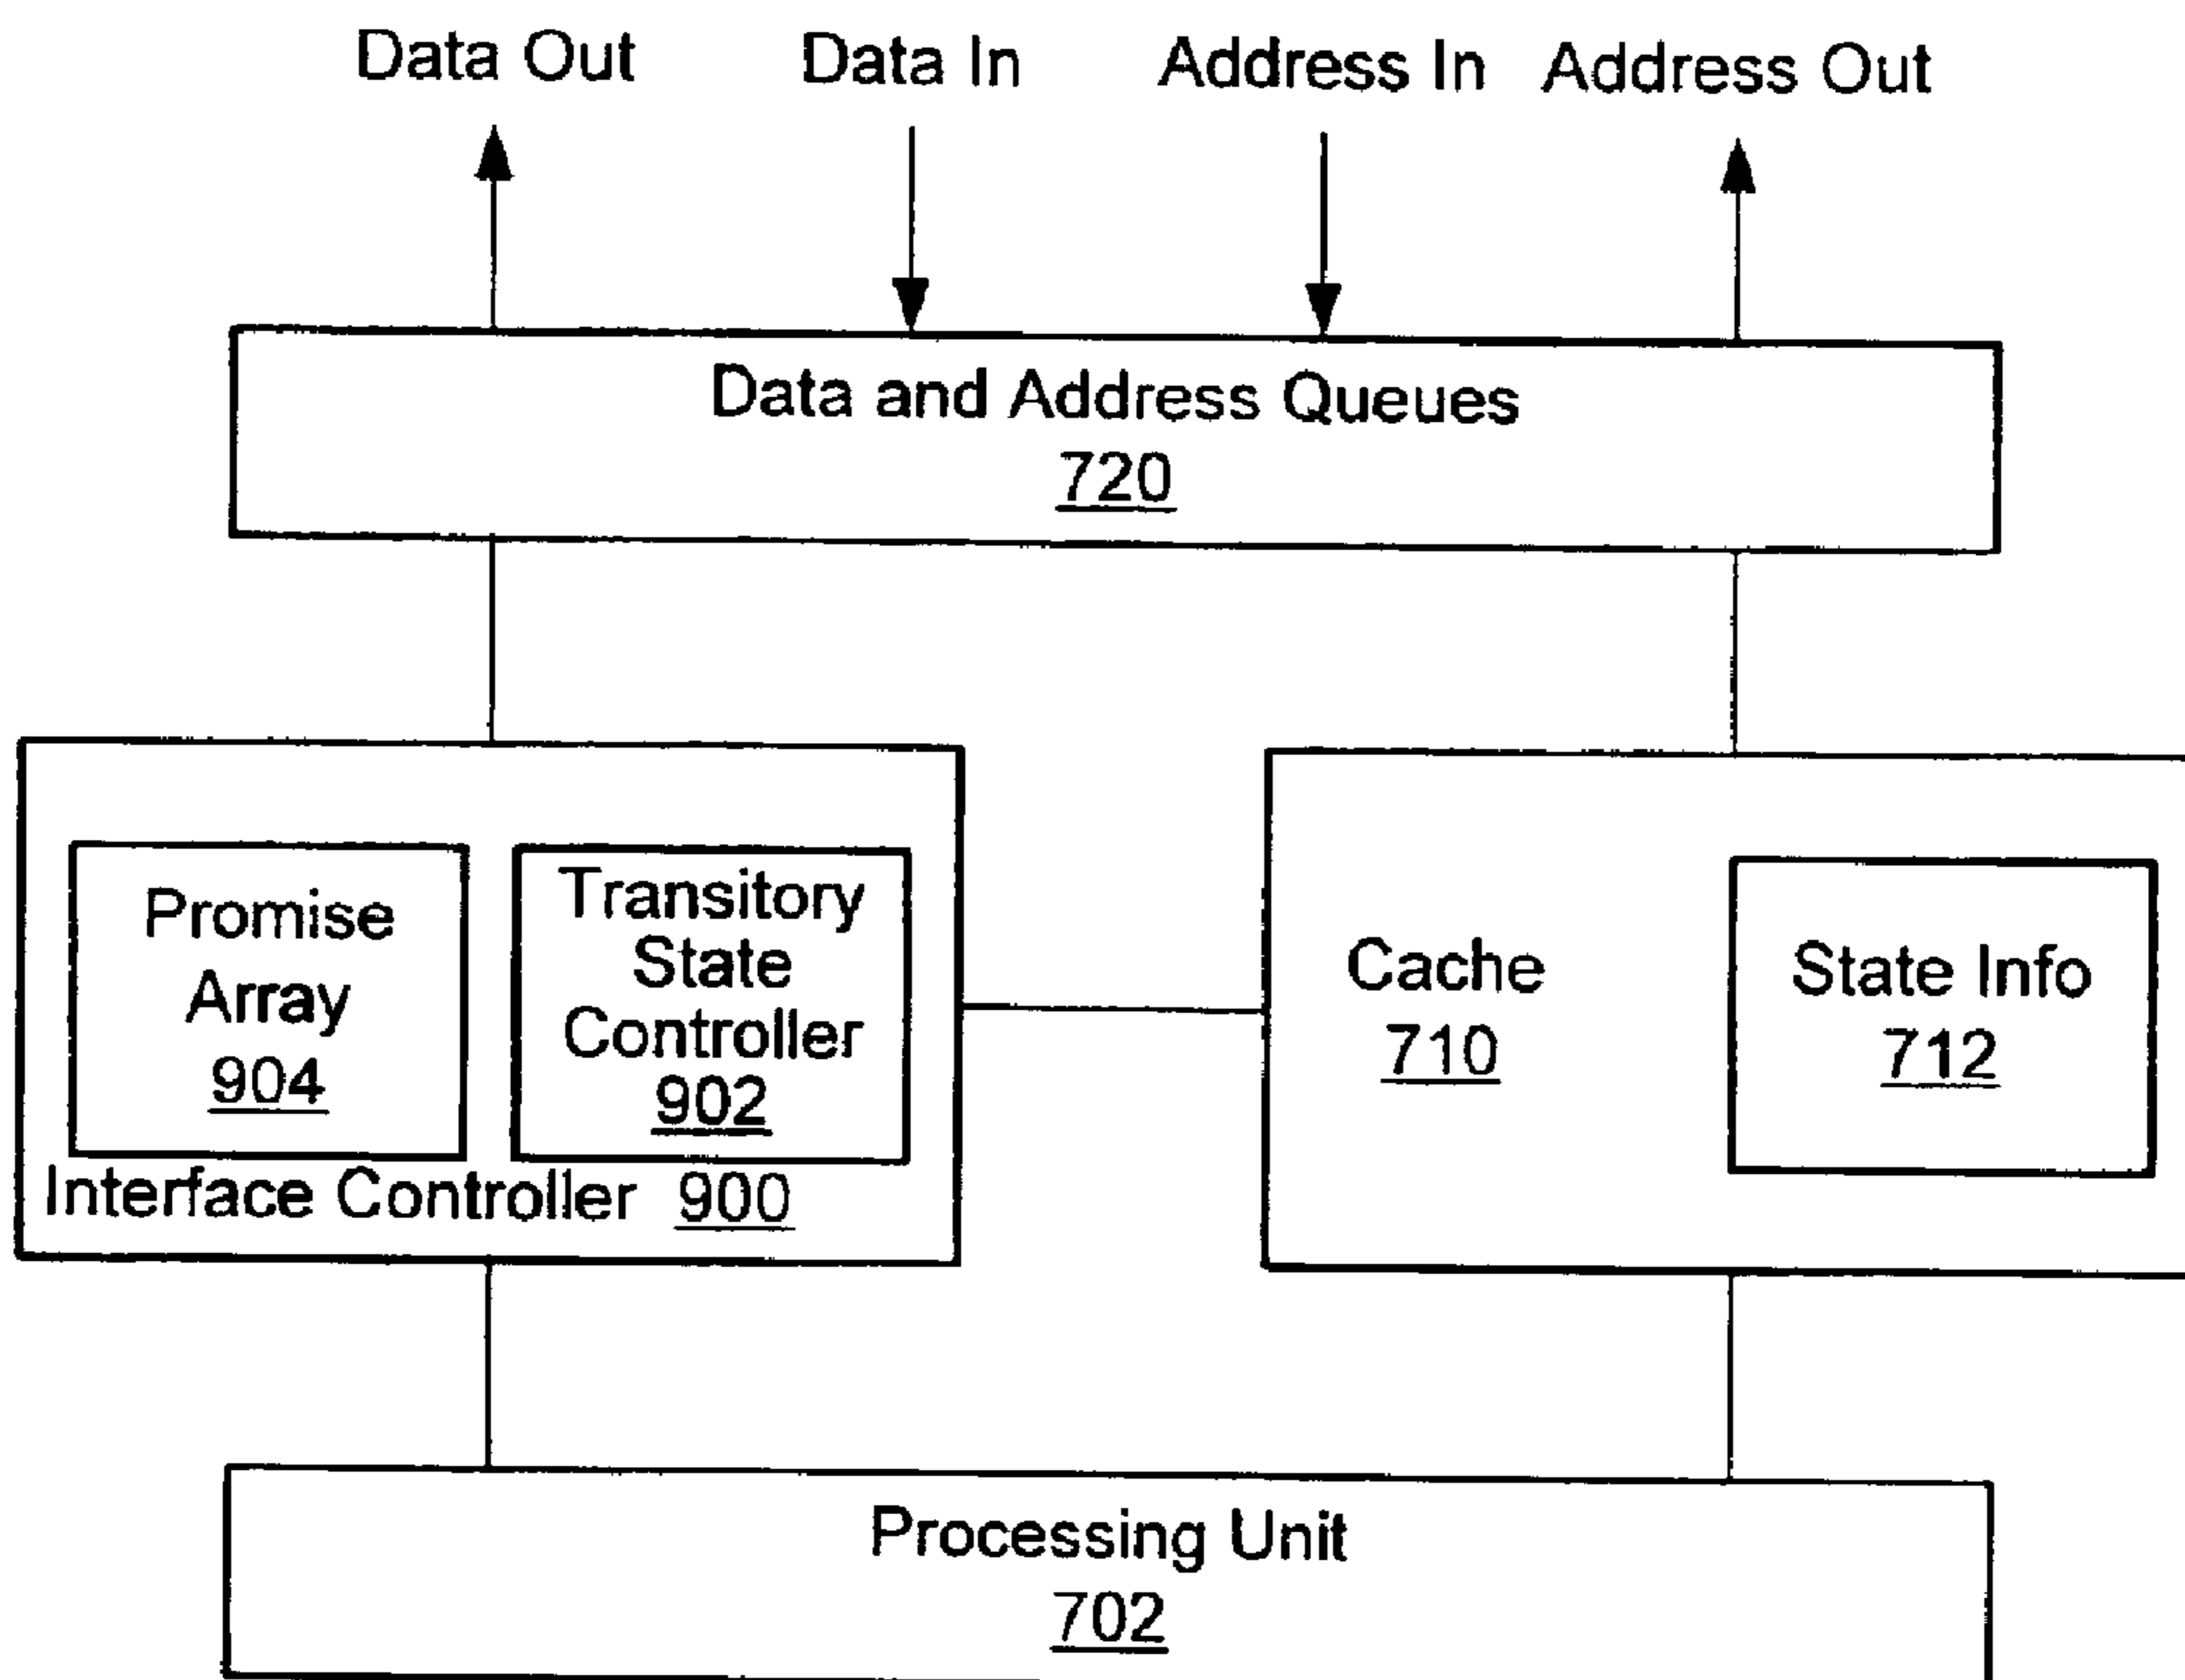 Data Out
Data In
Address In
Address Out
Data and Address Queues
720
Promise
Array
904
Transitory
State
Controller
902
Interface Controller 900
Cache
710
State Info
712
Processing Unit
702